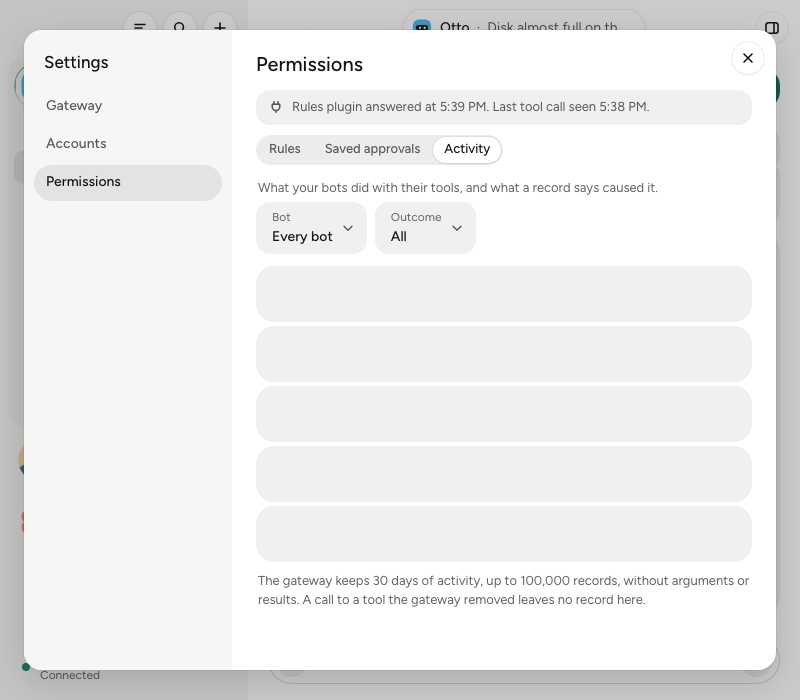 Otto · Disk almost full on th
Settings
Gateway
Accounts
Permissions
Permissions
Rules plugin answered at 5:39 PM. Last tool call seen 5:38 PM.
Rules Saved approvals Activity
What your bots did with their tools, and what a record says caused it.
Bot
Every bot
Outcome
All
The gateway keeps 30 days of activity, up to 100,000 records, without arguments or
results. A call to a tool the gateway removed leaves no record here.
Connected